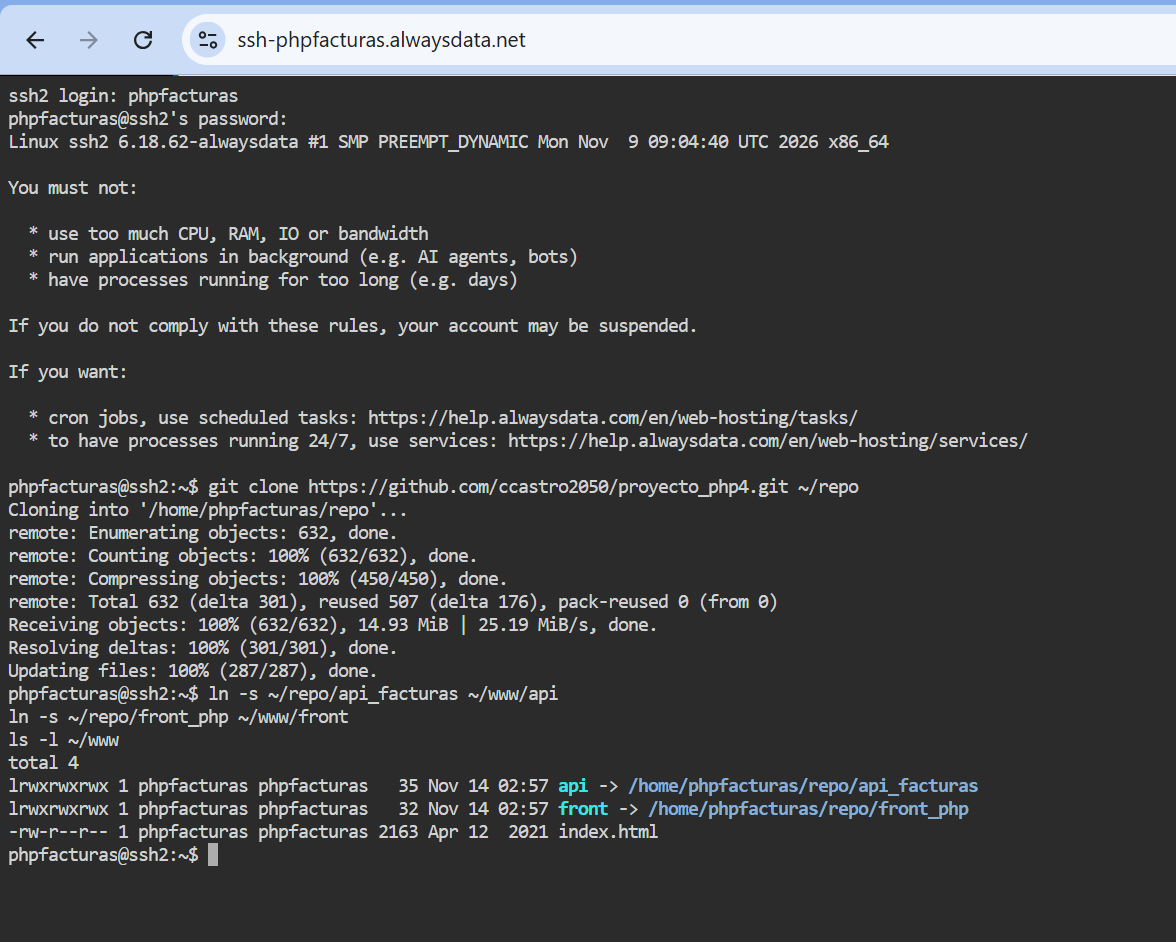 ssh-phpfacturas.alwaysdata.net
ssh2 login: phpfacturas
phpfacturas@ssh2's password:
Linux ssh2 6.18.62-alwaysdata #1 SMP PREEMPT_DYNAMIC Mon Nov  9 09:04:40 UTC 2026 x86_64
You must not:
  * use too much CPU, RAM, IO or bandwidth
  * run applications in background (e.g. AI agents, bots)
  * have processes running for too long (e.g. days)
If you do not comply with these rules, your account may be suspended.
If you want:
  * cron jobs, use scheduled tasks: https://help.alwaysdata.com/en/web-hosting/tasks/
  * to have processes running 24/7, use services: https://help.alwaysdata.com/en/web-hosting/services/
phpfacturas@ssh2:~$ git clone https://github.com/ccastro2050/proyecto_php4.git ~/repo
Cloning into '/home/phpfacturas/repo'...
remote: Enumerating objects: 632, done.
remote: Counting objects: 100% (632/632), done.
remote: Compressing objects: 100% (450/450), done.
remote: Total 632 (delta 301), reused 507 (delta 176), pack-reused 0 (from 0)
Receiving objects: 100% (632/632), 14.93 MiB | 25.19 MiB/s, done.
Resolving deltas: 100% (301/301), done.
Updating files: 100% (287/287), done.
phpfacturas@ssh2:~$ ln -s ~/repo/api_facturas ~/www/api
ln -s ~/repo/front_php ~/www/front
ls -l ~/www
total 4
lrwxrwxrwx 1 phpfacturas phpfacturas   35 Nov 14 02:57 api -> /home/phpfacturas/repo/api_facturas
lrwxrwxrwx 1 phpfacturas phpfacturas   32 Nov 14 02:57 front -> /home/phpfacturas/repo/front_php
-rw-r--r-- 1 phpfacturas phpfacturas 2163 Apr 12  2021 index.html
phpfacturas@ssh2:~$